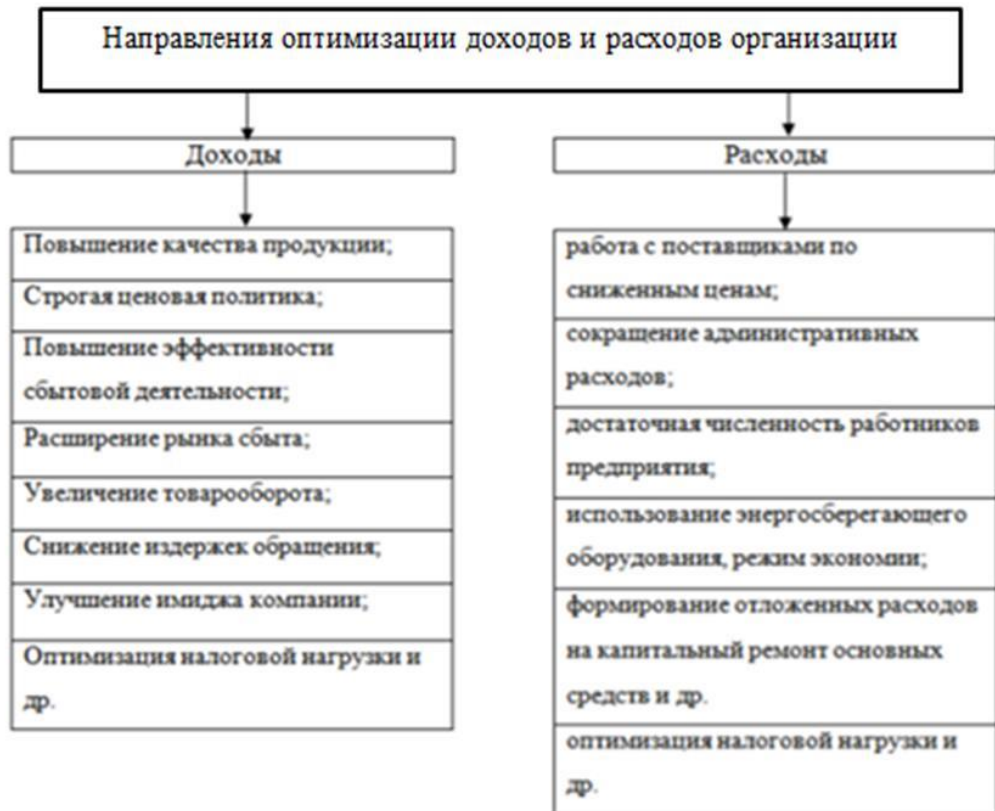 Направления оптимизации доходов и расходов организации
Доходы
Расходы
Повышение качества продукции;
Строгая ценовая политика;
Повышение эффективности
сбытовой деятельности;
Расширение рынка сбыта;
Увеличение товарооборота;
Снижение издержек обращения;
Улучшение имиджа компании;
Оптимизация налоговой нагрузки и
др.
работа с поставщиками по
сниженным ценам;
сокращение административных
расходов;
достаточная численность работников
предприятия;
использование энергосберегающего
оборудования, режим экономии;
формирование отложенных расходов
на капитальный ремонт основных
средств и др.
оптимизация налоговой нагрузки и
др.